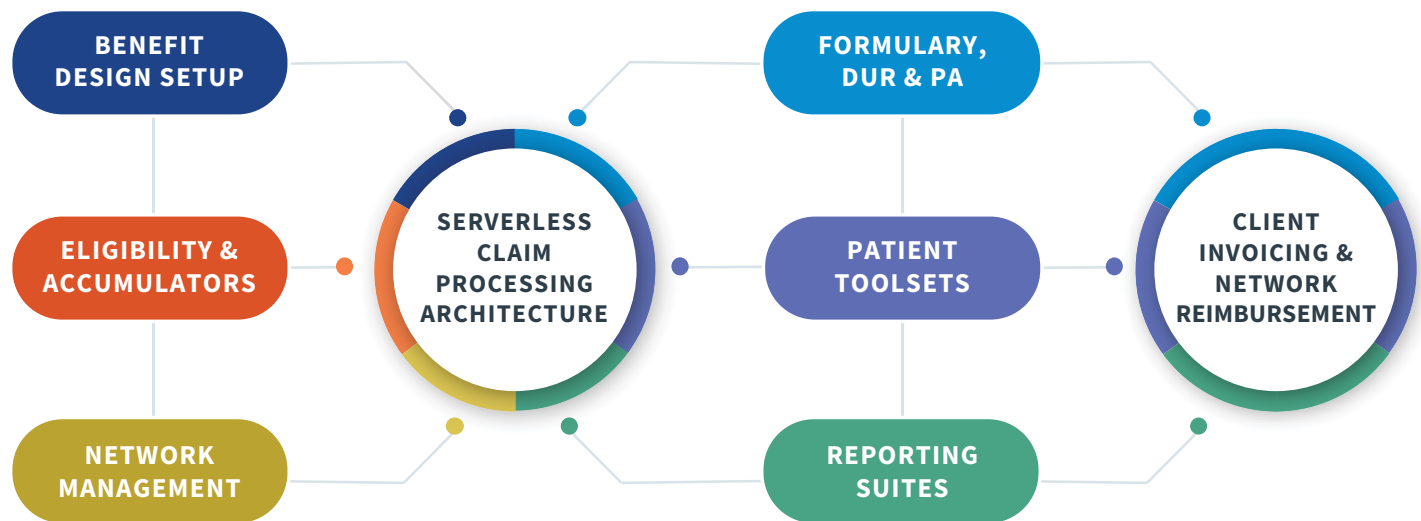 BENEFIT
DESIGN SETUP
FORMULARY,
DUR & PA
SERVERLESS
CLAIM
PROCESSING
ARCHITECTURE
CLIENT
INVOICING &
NETWORK
REIMBURSEMENT
ELIGIBILITY &
ACCUMULATORS
PATIENT
TOOLSETS
NETWORK
MANAGEMENT
REPORTING
SUITES